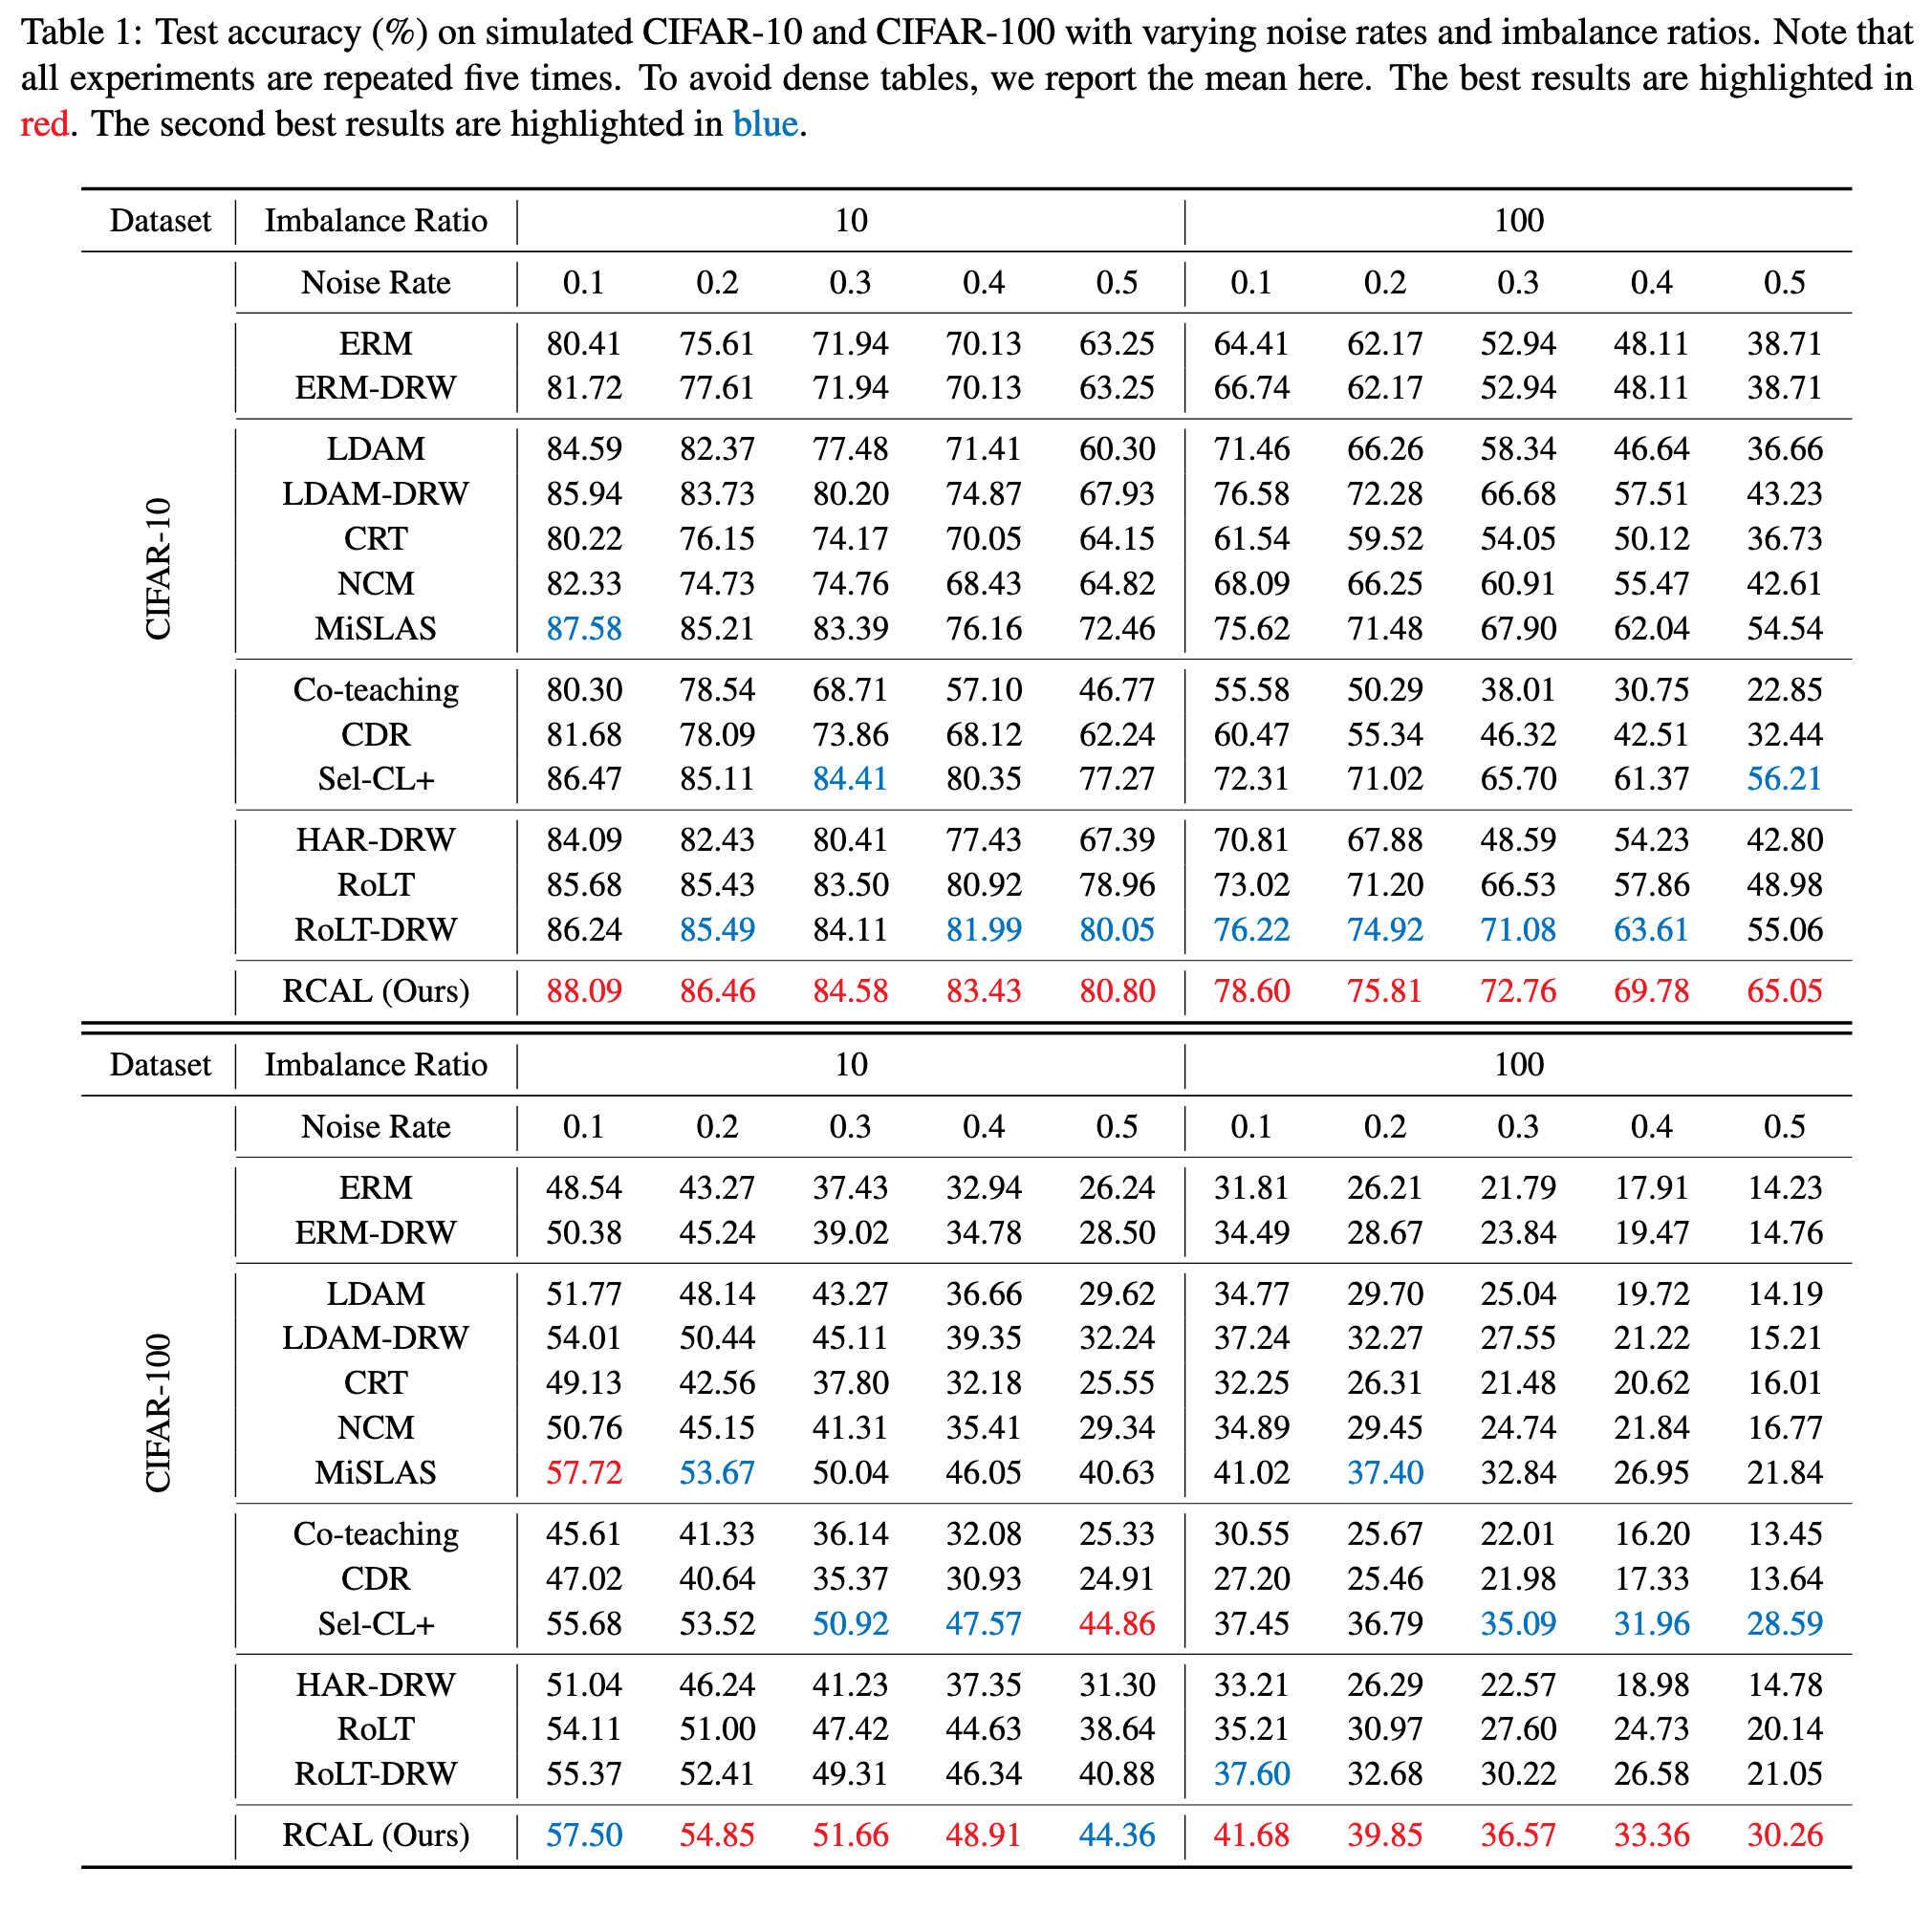 Table 1: Test accuracy (%) on simulated CIFAR-10 and CIFAR-100 with varying noise rates and imbalance ratios. Note that
all experiments are repeated five times. To avoid dense tables, we report the mean here. The best results are highlighted in
red. The second best results are highlighted in blue.
Dataset Imbalance Ratio 10 100
CIFAR-10
Noise Rate 0.1 0.2 0.3 0.4 0.5 0.1 0.2 0.3 0.4 0.5
ERM 80.41 75.61 71.94 70.13 63.25 64.41 62.17 52.94 48.11 38.71
ERM-DRW 81.72 77.61 71.94 70.13 63.25 66.74 62.17 52.94 48.11 38.71
LDAM 84.59 82.37 77.48 71.41 60.30 71.46 66.26 58.34 46.64 36.66
LDAM-DRW 85.94 83.73 80.20 74.87 67.93 76.58 72.28 66.68 57.51 43.23
CRT 80.22 76.15 74.17 70.05 64.15 61.54 59.52 54.05 50.12 36.73
NCM 82.33 74.73 74.76 68.43 64.82 68.09 66.25 60.91 55.47 42.61
MiSLAS 87.58 85.21 83.39 76.16 72.46 75.62 71.48 67.90 62.04 54.54
Co-teaching 80.30 78.54 68.71 57.10 46.77 55.58 50.29 38.01 30.75 22.85
CDR 81.68 78.09 73.86 68.12 62.24 60.47 55.34 46.32 42.51 32.44
Sel-CL+ 86.47 85.11 84.41 80.35 77.27 72.31 71.02 65.70 61.37 56.21
HAR-DRW 84.09 82.43 80.41 77.43 67.39 70.81 67.88 48.59 54.23 42.80
RoLT 85.68 85.43 83.50 80.92 78.96 73.02 71.20 66.53 57.86 48.98
RoLT-DRW 86.24 85.49 84.11 81.99 80.05 76.22 74.92 71.08 63.61 55.06
RCAL (Ours) 88.09 86.46 84.58 83.43 80.80 78.60 75.81 72.76 69.78 65.05
Dataset Imbalance Ratio 10 100
CIFAR-100
Noise Rate 0.1 0.2 0.3 0.4 0.5 0.1 0.2 0.3 0.4 0.5
ERM 48.54 43.27 37.43 32.94 26.24 31.81 26.21 21.79 17.91 14.23
ERM-DRW 50.38 45.24 39.02 34.78 28.50 34.49 28.67 23.84 19.47 14.76
LDAM 51.77 48.14 43.27 36.66 29.62 34.77 29.70 25.04 19.72 14.19
LDAM-DRW 54.01 50.44 45.11 39.35 32.24 37.24 32.27 27.55 21.22 15.21
CRT 49.13 42.56 37.80 32.18 25.55 32.25 26.31 21.48 20.62 16.01
NCM 50.76 45.15 41.31 35.41 29.34 34.89 29.45 24.74 21.84 16.77
MiSLAS 57.72 53.67 50.04 46.05 40.63 41.02 37.40 32.84 26.95 21.84
Co-teaching 45.61 41.33 36.14 32.08 25.33 30.55 25.67 22.01 16.20 13.45
CDR 47.02 40.64 35.37 30.93 24.91 27.20 25.46 21.98 17.33 13.64
Sel-CL+ 55.68 53.52 50.92 47.57 44.86 37.45 36.79 35.09 31.96 28.59
HAR-DRW 51.04 46.24 41.23 37.35 31.30 33.21 26.29 22.57 18.98 14.78
RoLT 54.11 51.00 47.42 44.63 38.64 35.21 30.97 27.60 24.73 20.14
RoLT-DRW 55.37 52.41 49.31 46.34 40.88 37.60 32.68 30.22 26.58 21.05
RCAL (Ours) 57.50 54.85 51.66 48.91 44.36 41.68 39.85 36.57 33.36 30.26